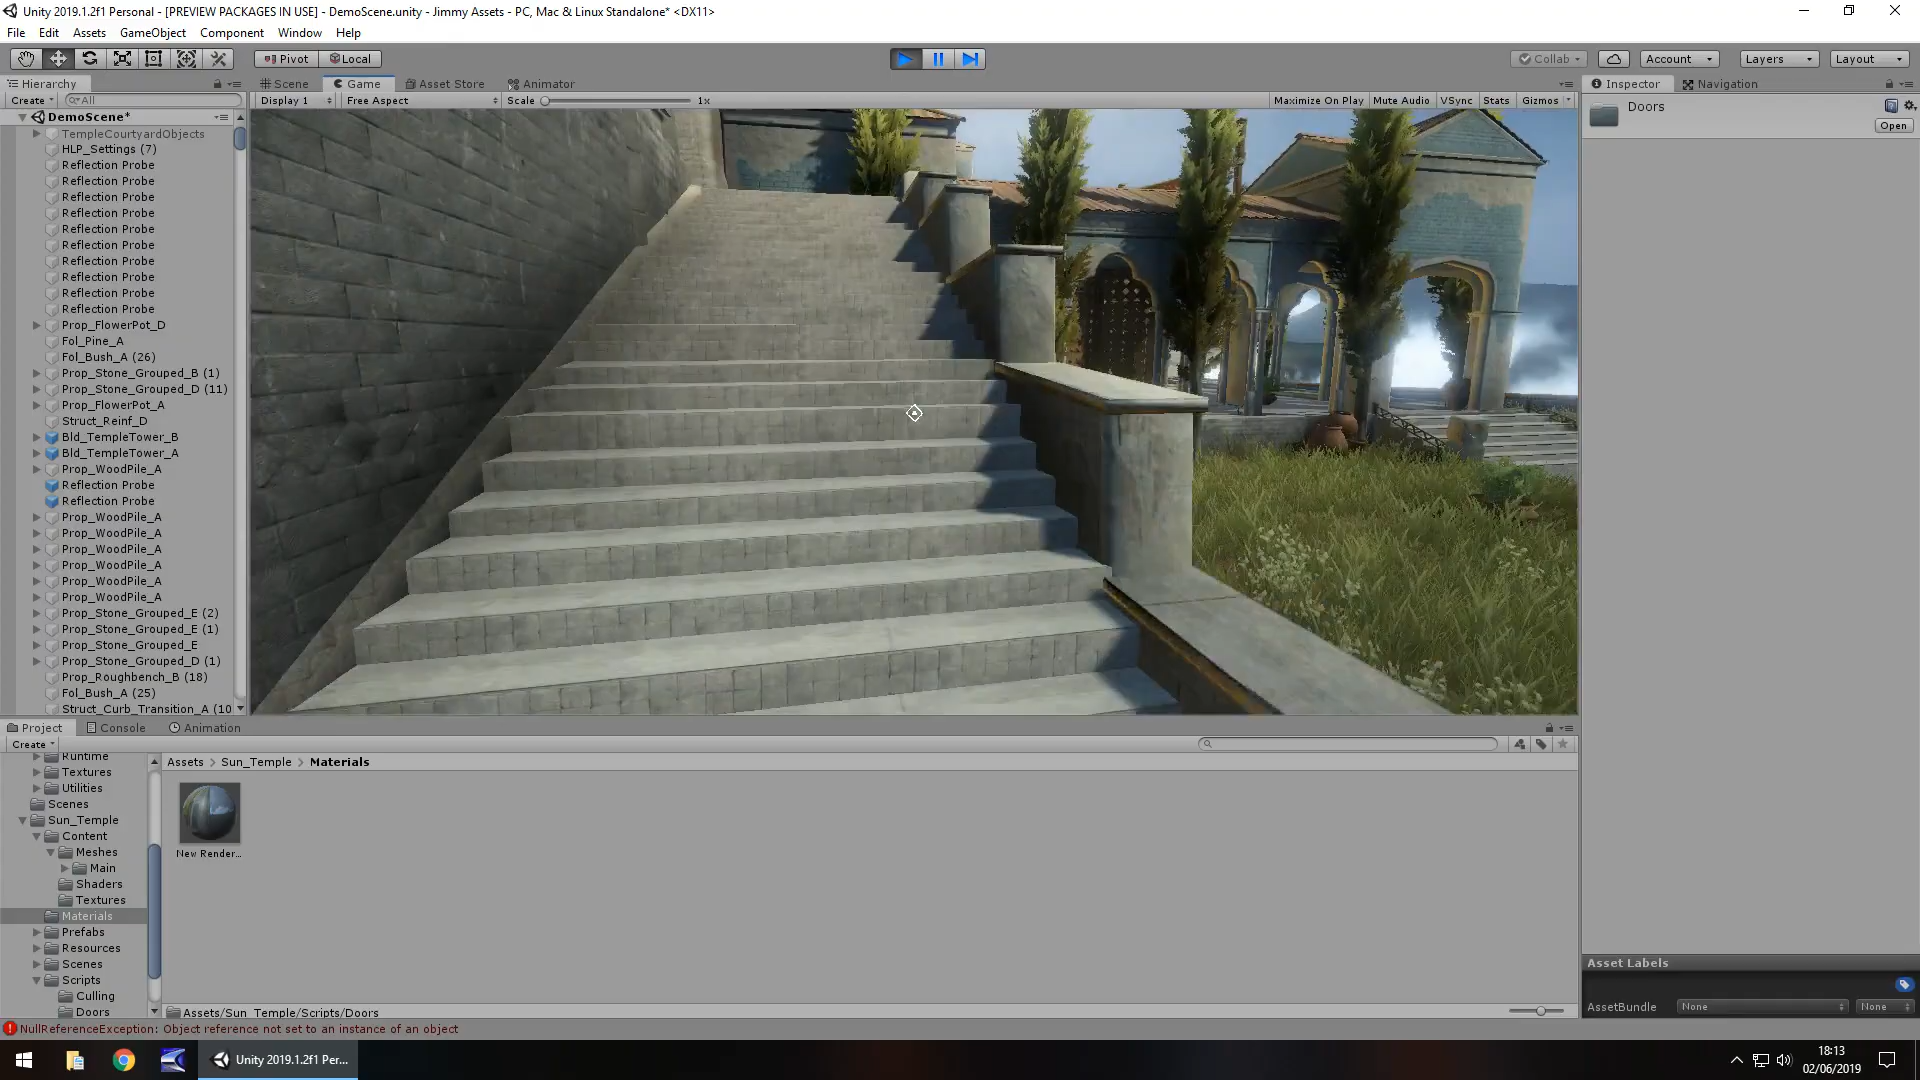 Unity 2019.1.2f1 Personal - [PREVIEW PACKAGES IN USE] - DemoScene.unity - Jimmy Assets - PC, Mac & Linux Standalone* <DX11>
File Edit Assets GameObject Component Window Help
Pivot Local Collab Account Layers Layout
Hierarchy Scene Game Asset Store Animator Inspector Navigation
Create All Display 1 Free Aspect Scale 1x Maximize On Play Mute Audio VSync Stats Gizmos
Doors
Open
DemoScene*
TempleCourtyardObjects
HLP_Settings (7)
Reflection Probe
Reflection Probe
Reflection Probe
Reflection Probe
Reflection Probe
Reflection Probe
Reflection Probe
Reflection Probe
Reflection Probe
Reflection Probe
Prop_FlowerPot_D
Fol_Pine_A
Fol_Bush_A (26)
Prop_Stone_Grouped_B (1)
Prop_Stone_Grouped_D (11)
Prop_FlowerPot_A
Struct_Reinf_D
Bld_TempleTower_B
Bld_TempleTower_A
Prop_WoodPile_A
Reflection Probe
Reflection Probe
Prop_WoodPile_A
Prop_WoodPile_A
Prop_WoodPile_A
Prop_WoodPile_A
Prop_WoodPile_A
Prop_WoodPile_A
Prop_Stone_Grouped_E (2)
Prop_Stone_Grouped_E (1)
Prop_Stone_Grouped_E
Prop_Stone_Grouped_D (1)
Prop_Roughbench_B (18)
Fol_Bush_A (25)
Struct_Curb_Transition_A (10
Project Console Animation
Create
Runtime
Textures
Utilities
Scenes
Sun_Temple
Content
Meshes
Main
Shaders
Textures
Materials
Prefabs
Resources
Scenes
Scripts
Culling
Doors
Assets > Sun_Temple > Materials
New Render...
Assets/Sun_Temple/Scripts/Doors
Asset Labels
AssetBundle None None
NullReferenceException: Object reference not set to an instance of an object
Unity 2019.1.2f1 Per...
18:13
02/06/2019